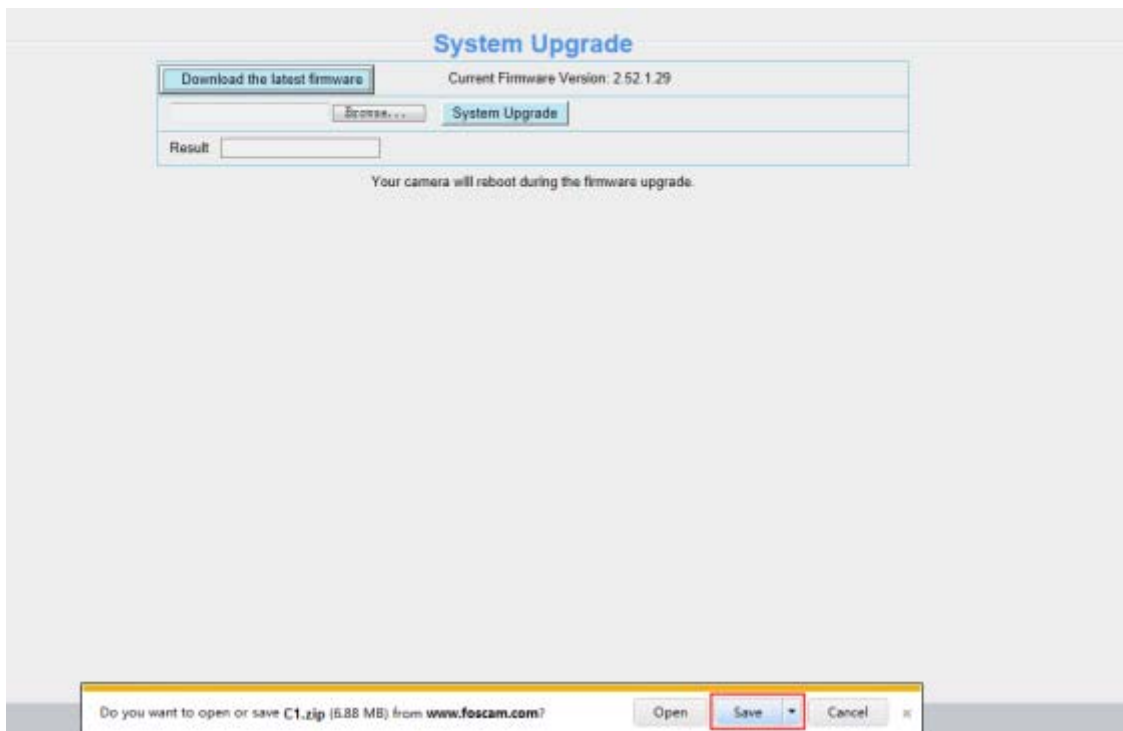 System Upgrade
Download the latest firmware Current Firmware Version: 2.52.1.29
Browse... System Upgrade
Result
Your camera will reboot during the firmware upgrade.
Do you want to open or save C1.zip (6.88 MB) from www.foscam.com? Open Save Cancel ×